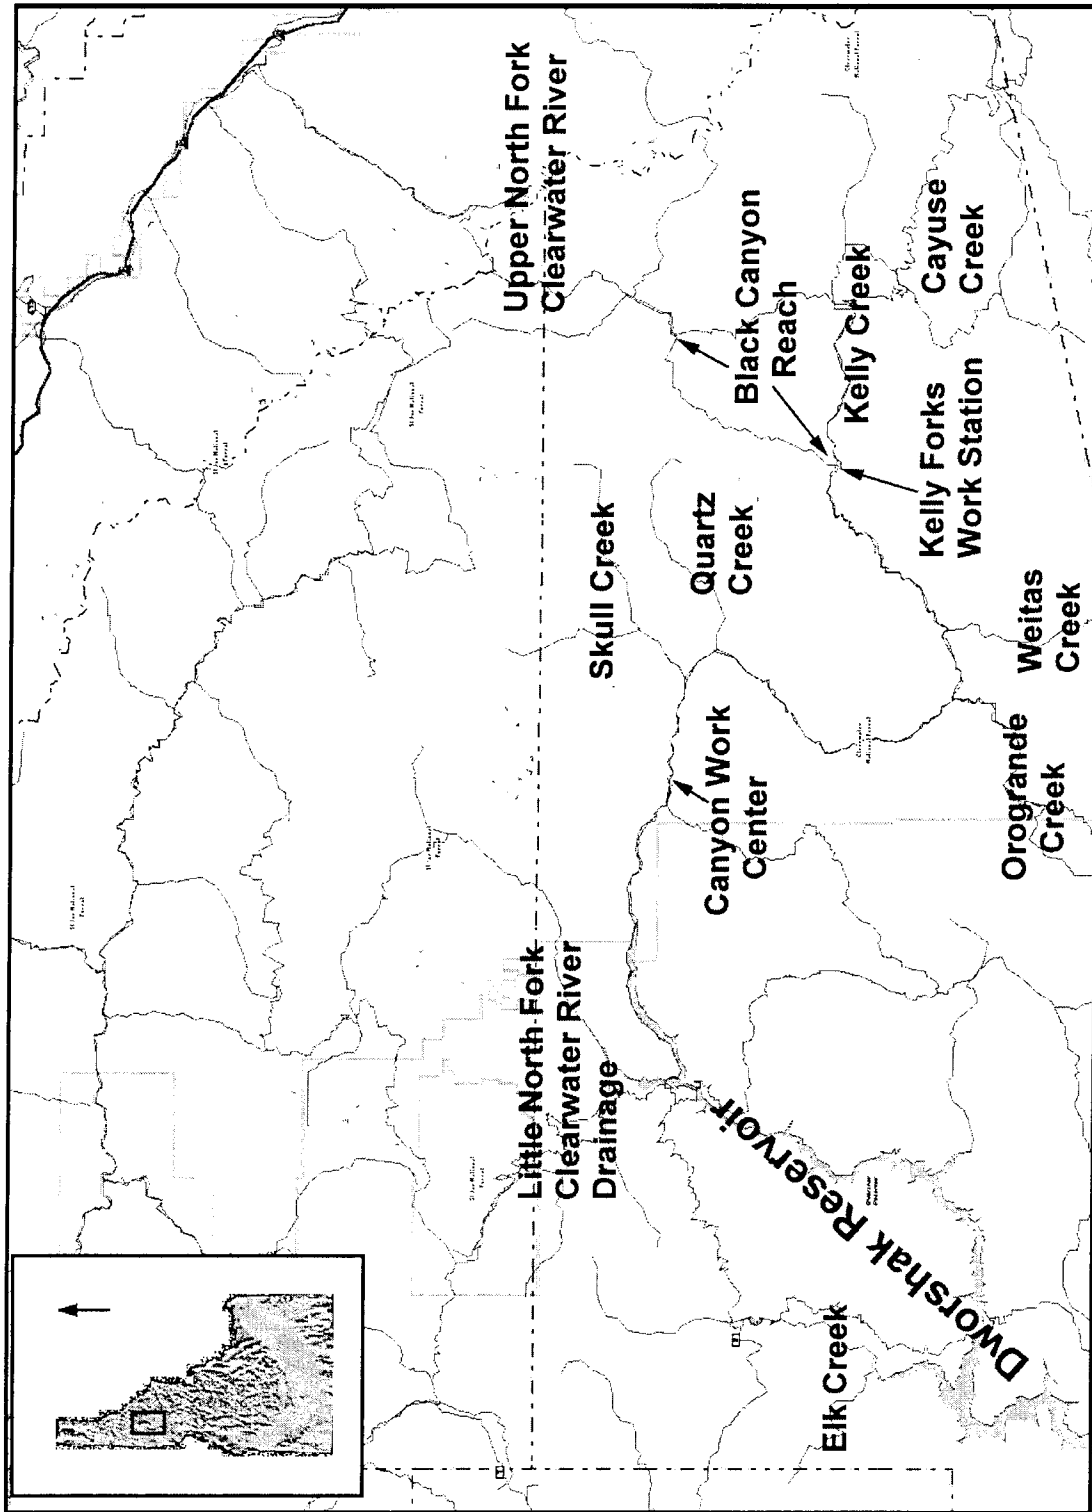 Upper North Fork
Clearwater River
Little North Fork
Clearwater River
Drainage
Skull Creek
Quartz
Creek
Black Canyon
Reach
Canyon Work
Center
Kelly Creek
Kelly Forks
Work Station
Cayuse
Creek
Weitas
Creek
Orogrande
Creek
Elk Creek
Dworshak Reservoir